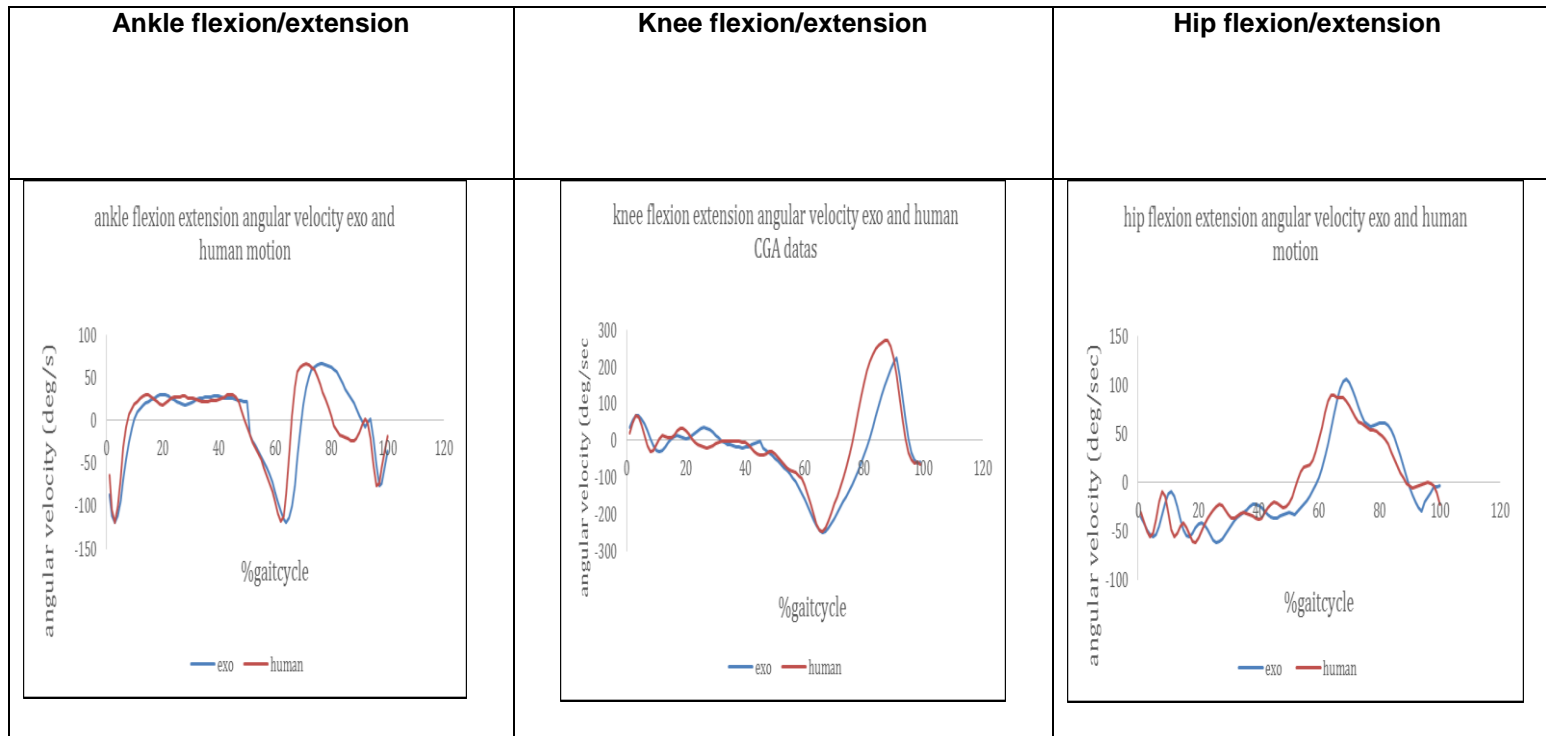 Ankle flexion/extension
Knee flexion/extension
Hip flexion/extension
ankle flexion extension angular velocity exo and
human motion
angular velocity (deg/s)
100
50
0
-50
-100
-150
0
20
40
60
80
100
120
%gaitcycle
exo
human
knee flexion extension angular velocity exo and human
CGA datas
angular velocity (deg/sec
300
200
100
0
-100
-200
-300
0
20
40
60
80
100
120
%gaitcycle
exo
human
hip flexion extension angular velocity exo and human
motion
angular velocity (deg/sec)
150
100
50
0
-50
-100
0
20
40
60
80
100
120
%gaitcycle
exo
human